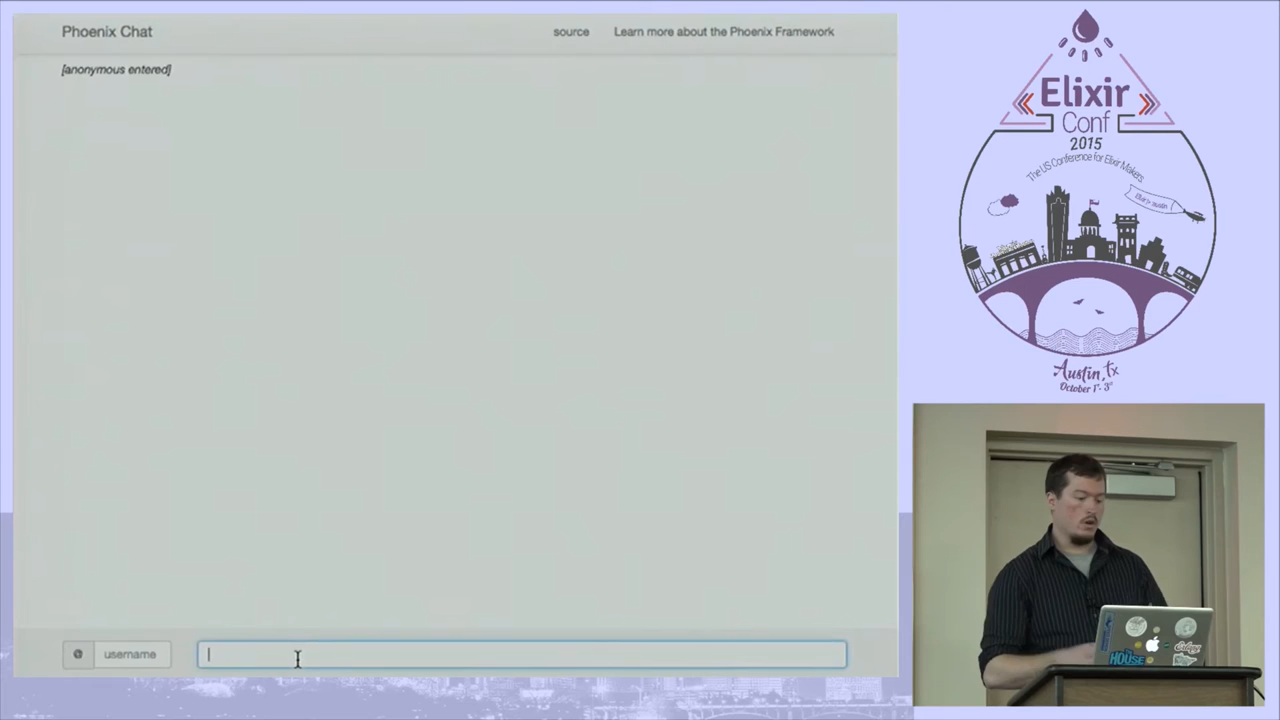 Phoenix Chat
source
Learn more about the Phoenix Framework
[anonymous entered]
@
username
Elixir
Conf
2015
The US Conference for Elixir Makers
Austin, tx
October 1st - 3rd
HOUSE